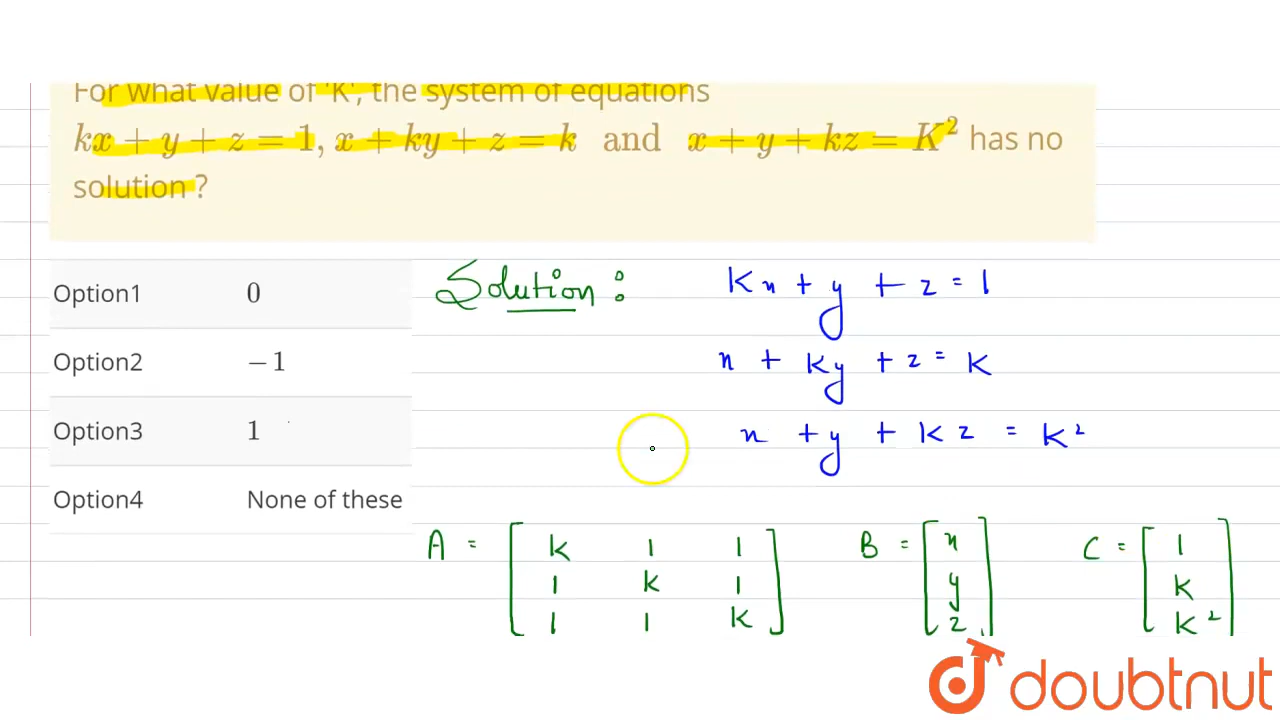 For what value of 'K', the system of equations
kx + y + z = 1, x + ky + z = k and x + y + kz = K² has no
solution ?
Option1 0
Option2 −1
Option3 1
Option4 None of these
Solution :
Kx + y + z = 1
x + Ky + z = K
x + y + Kz = K²
A = [ K 1 1
1 K 1
1 1 K ]
B = [ x
y
z ]
C = [ 1
K
K² ]
doubtnut